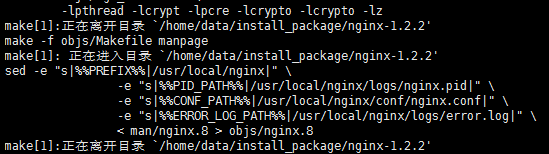 -lpthread -lcrypt -lpcre -lcrypto -lcrypto -lz
make[1]:正在离开目录 `/home/data/install_package/nginx-1.2.2'
make -f objs/Makefile manpage
make[1]: 正在进入目录 `/home/data/install_package/nginx-1.2.2'
sed -e "s|%%PREFIX%%|/usr/local/nginx|" \
-e "s|%%PID_PATH%%|/usr/local/nginx/logs/nginx.pid|" \
-e "s|%%CONF_PATH%%|/usr/local/nginx/conf/nginx.conf|" \
-e "s|%%ERROR_LOG_PATH%%|/usr/local/nginx/logs/error.log|" \
< man/nginx.8 > objs/nginx.8
make[1]:正在离开目录 `/home/data/install_package/nginx-1.2.2'